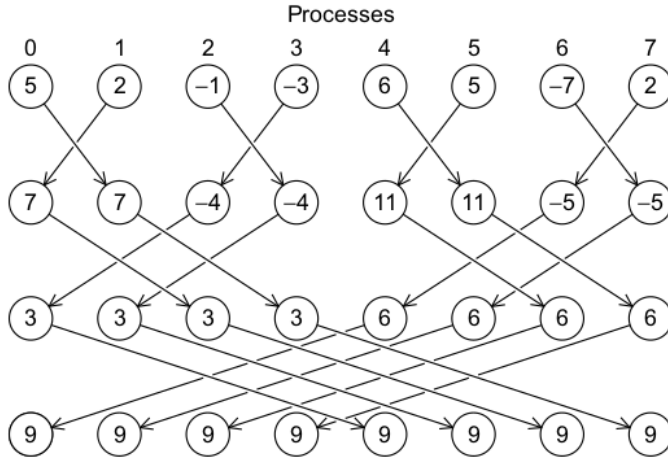 Processes
0 1 2 3 4 5 6 7
5 2 –1 –3 6 5 –7 2
7 7 –4 –4 11 11 –5 –5
3 3 3 3 6 6 6 6
9 9 9 9 9 9 9 9